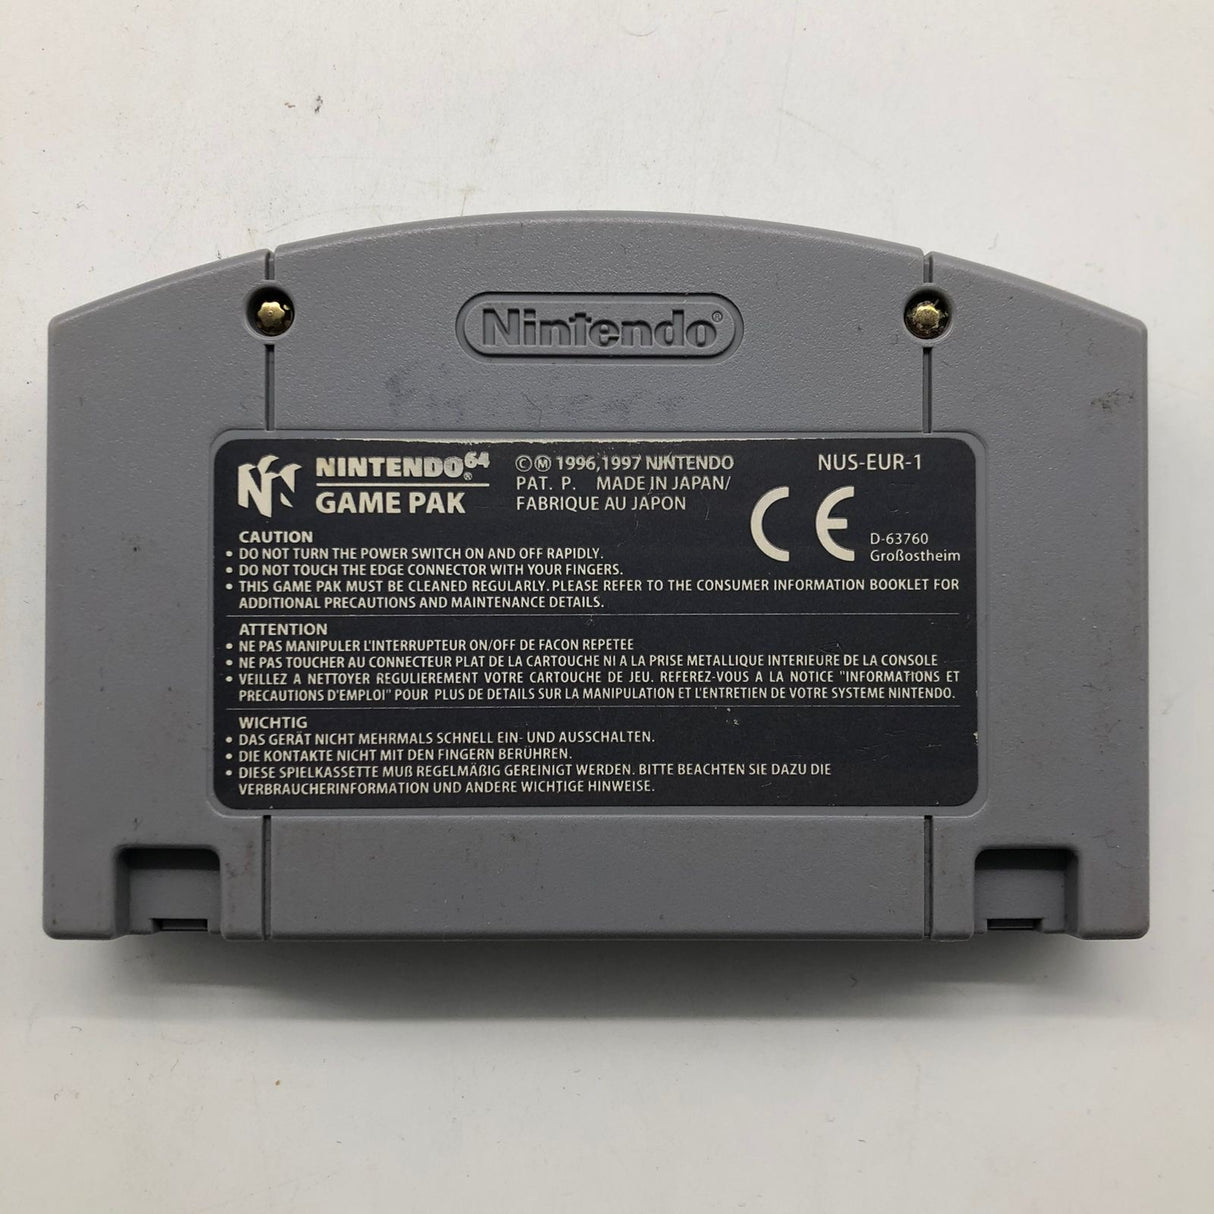 Nintendo®
NINTENDO64®
GAME PAK
©Ⓜ 1996,1997 NINTENDO
PAT. P. MADE IN JAPAN/
FABRIQUE AU JAPON
NUS-EUR-1
CE
D-63760
Großostheim
CAUTION
• DO NOT TURN THE POWER SWITCH ON AND OFF RAPIDLY.
• DO NOT TOUCH THE EDGE CONNECTOR WITH YOUR FINGERS.
• THIS GAME PAK MUST BE CLEANED REGULARLY. PLEASE REFER TO THE CONSUMER INFORMATION BOOKLET FOR
ADDITIONAL PRECAUTIONS AND MAINTENANCE DETAILS.
ATTENTION
• NE PAS MANIPULER L'INTERRUPTEUR ON/OFF DE FACON REPETEE
• NE PAS TOUCHER AU CONNECTEUR PLAT DE LA CARTOUCHE NI A LA PRISE METALLIQUE INTERIEURE DE LA CONSOLE
• VEILLEZ A NETTOYER REGULIEREMENT VOTRE CARTOUCHE DE JEU. REFEREZ-VOUS A LA NOTICE "INFORMATIONS ET
PRECAUTIONS D'EMPLOI" POUR PLUS DE DETAILS SUR LA MANIPULATION ET L'ENTRETIEN DE VOTRE SYSTEME NINTENDO.
WICHTIG
• DAS GERÄT NICHT MEHRMALS SCHNELL EIN- UND AUSSCHALTEN.
• DIE KONTAKTE NICHT MIT DEN FINGERN BERÜHREN.
• DIESE SPIELKASSETTE MUß REGELMÄßIG GEREINIGT WERDEN. BITTE BEACHTEN SIE DAZU DIE
VERBRAUCHERINFORMATION UND ANDERE WICHTIGE HINWEISE.